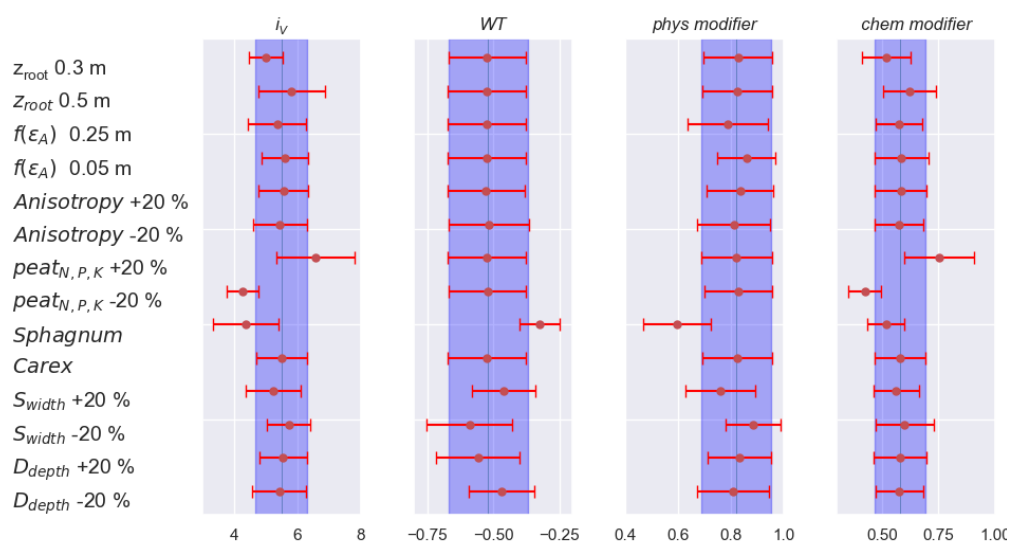 i_V WT phys modifier chem modifier
z_root 0.3 m
z_root 0.5 m
f(ε_A) 0.25 m
f(ε_A) 0.05 m
Anisotropy +20 %
Anisotropy -20 %
peat_N,P,K +20 %
peat_N,P,K -20 %
Sphagnum
Carex
S_width +20 %
S_width -20 %
D_depth +20 %
D_depth -20 %
4 6 8 −0.75 −0.50 −0.25 0.4 0.6 0.8 1.0 0.50 0.75 1.0